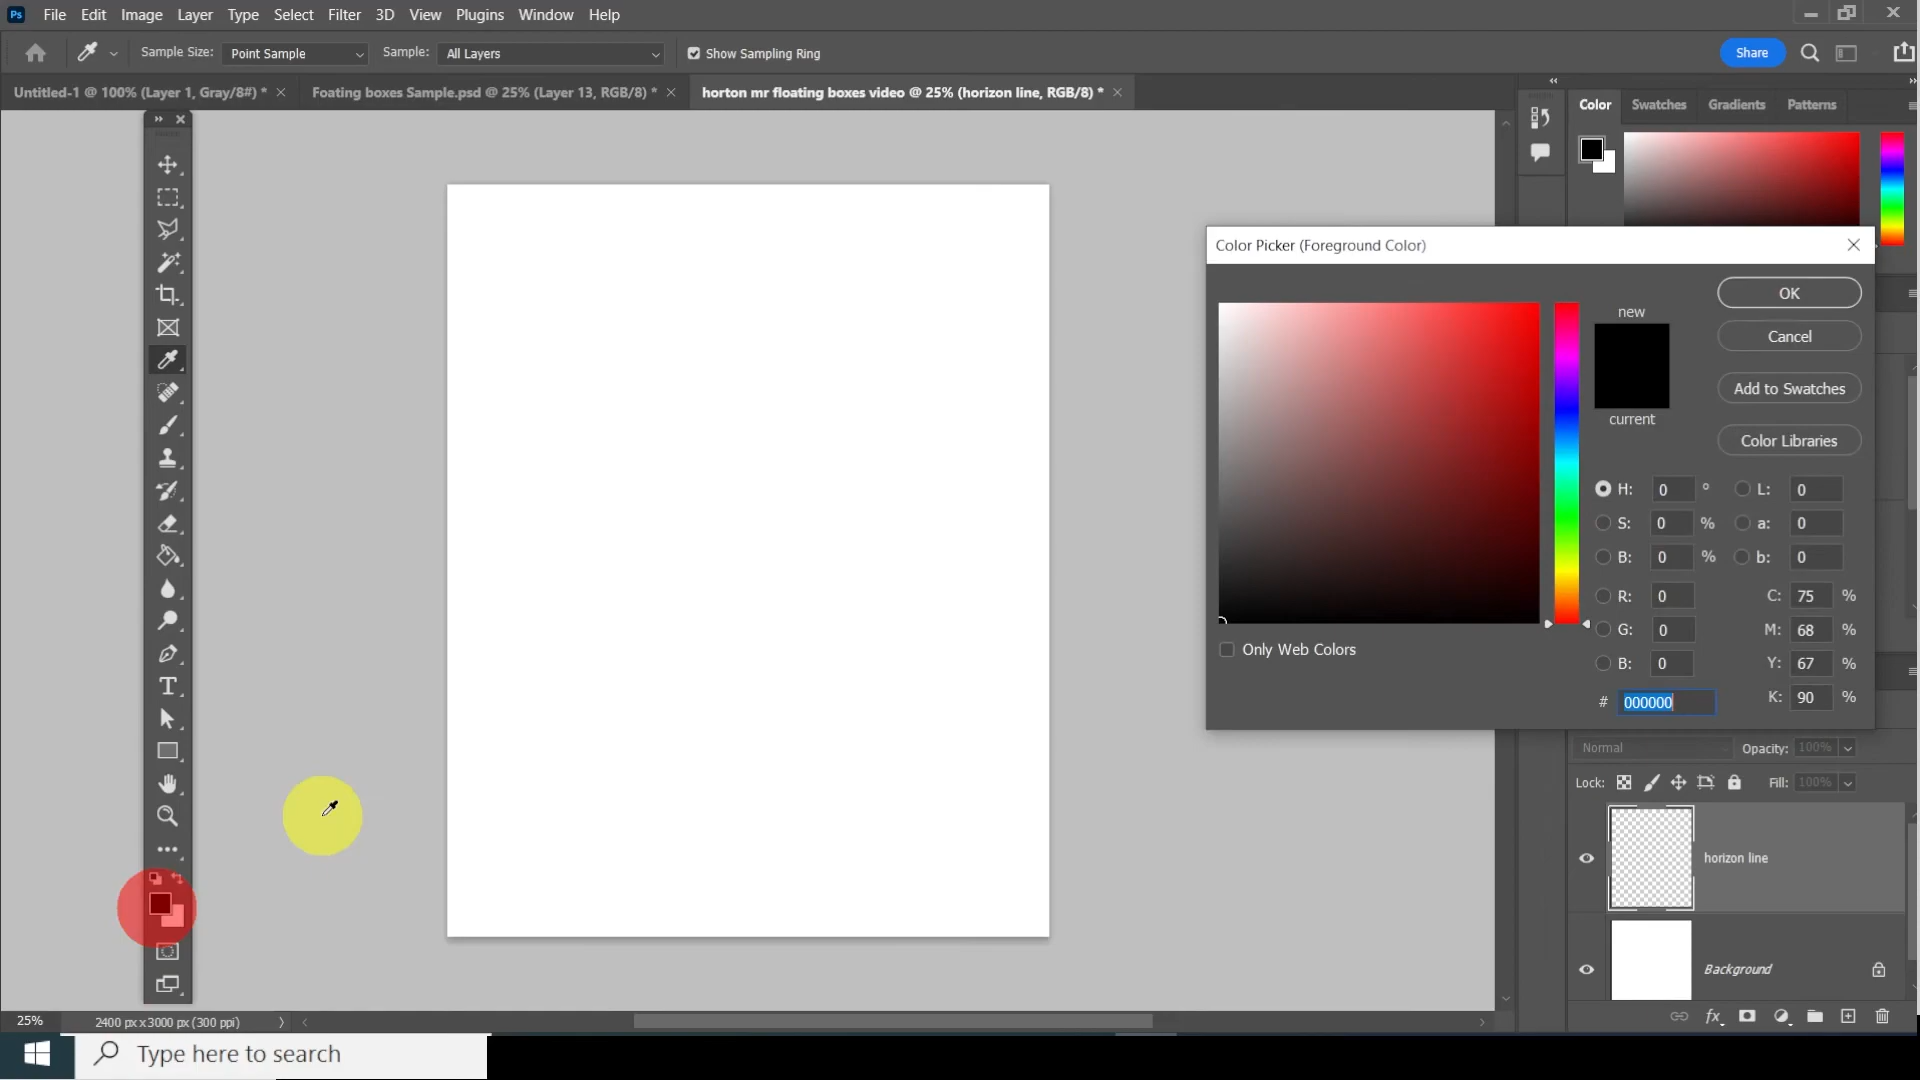 Ps File Edit Image Layer Type Select Filter 3D View Plugins Window Help
Sample Size: Point Sample Sample: All Layers Show Sampling Ring Share
Untitled-1 @ 100% (Layer 1, Gray/8#) * Foating boxes Sample.psd @ 25% (Layer 13, RGB/8) * horton mr floating boxes video @ 25% (horizon line, RGB/8) *
Color Swatches Gradients Patterns
Color Picker (Foreground Color)
OK
new
Cancel
Add to Swatches
current
Color Libraries
H: 0 ° L: 0
S: 0 % a: 0
B: 0 % b: 0
R: 0 C: 75 %
G: 0 M: 68 %
Only Web Colors
B: 0 Y: 67 %
# 000000 K: 90 %
Normal Opacity: 100%
Lock: Fill: 100%
horizon line
Background
fx
25% 2400 px x 3000 px (300 ppi)
Type here to search